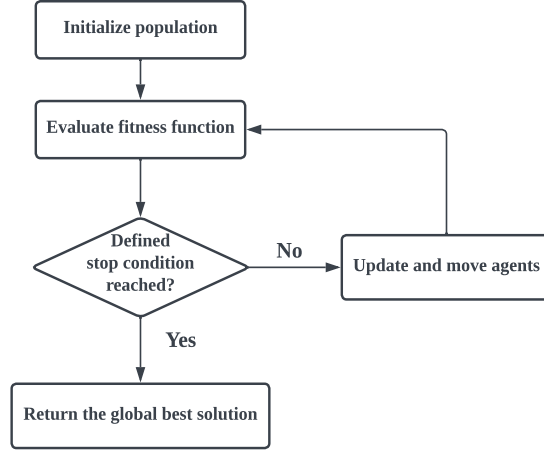 Initialize population
Evaluate fitness function
Defined
stop condition
reached?
No
Update and move agents
Yes
Return the global best solution